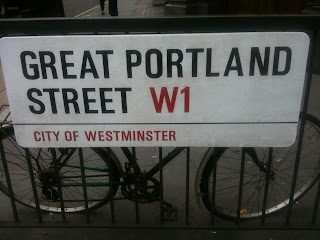 GREAT PORTLAND
STREET W1
CITY OF WESTMINSTER